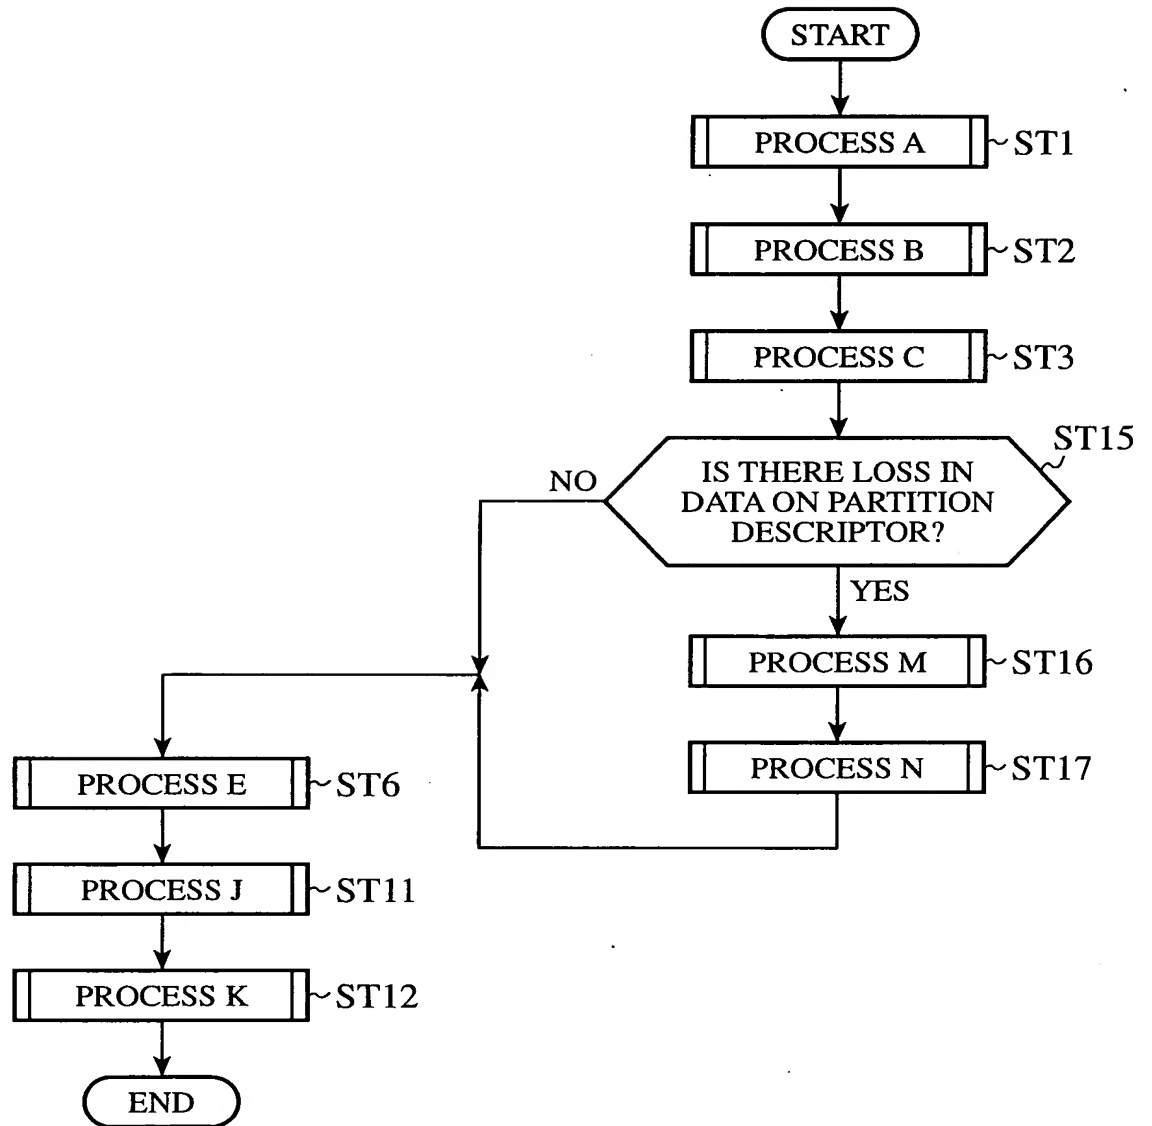 START
PROCESS A
ST1
PROCESS B
ST2
PROCESS C
ST3
IS THERE LOSS IN
DATA ON PARTITION
DESCRIPTOR?
ST15
NO
YES
PROCESS M
ST16
PROCESS N
ST17
PROCESS E
ST6
PROCESS J
ST11
PROCESS K
ST12
END